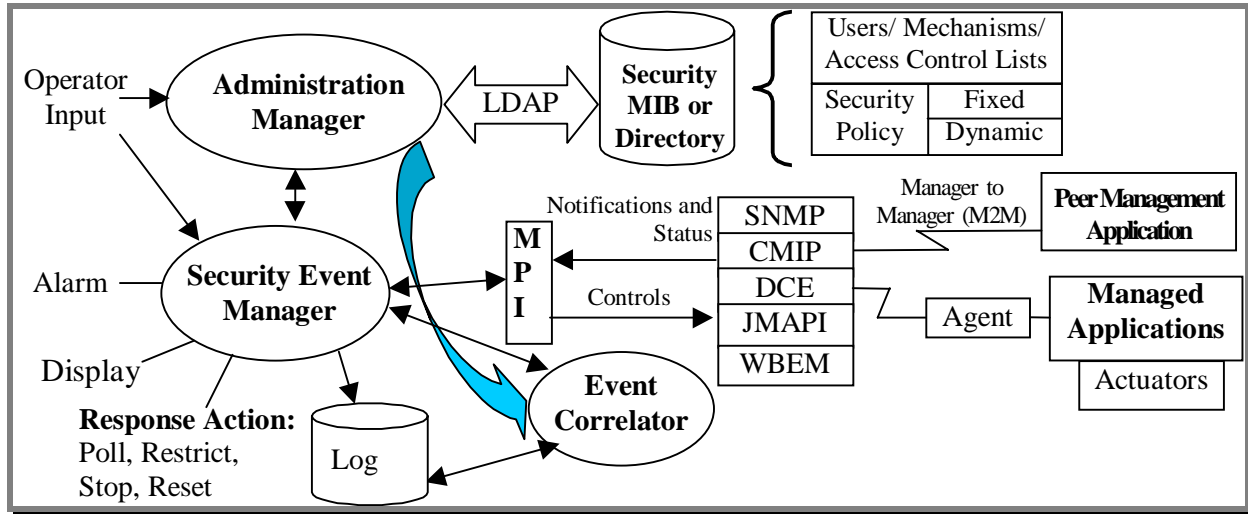 Operator
Input
Administration
Manager
LDAP
Security
MIB or
Directory
Users/ Mechanisms/
Access Control Lists
Security
Policy
Fixed
Dynamic
Alarm
Security Event
Manager
Display
Response Action:
Poll, Restrict,
Stop, Reset
Log
M
P
I
Notifications and
Status
Controls
Event
Correlator
SNMP
CMIP
DCE
JMAPI
WBEM
Manager to
Manager (M2M)
Peer Management
Application
Agent
Managed
Applications
Actuators